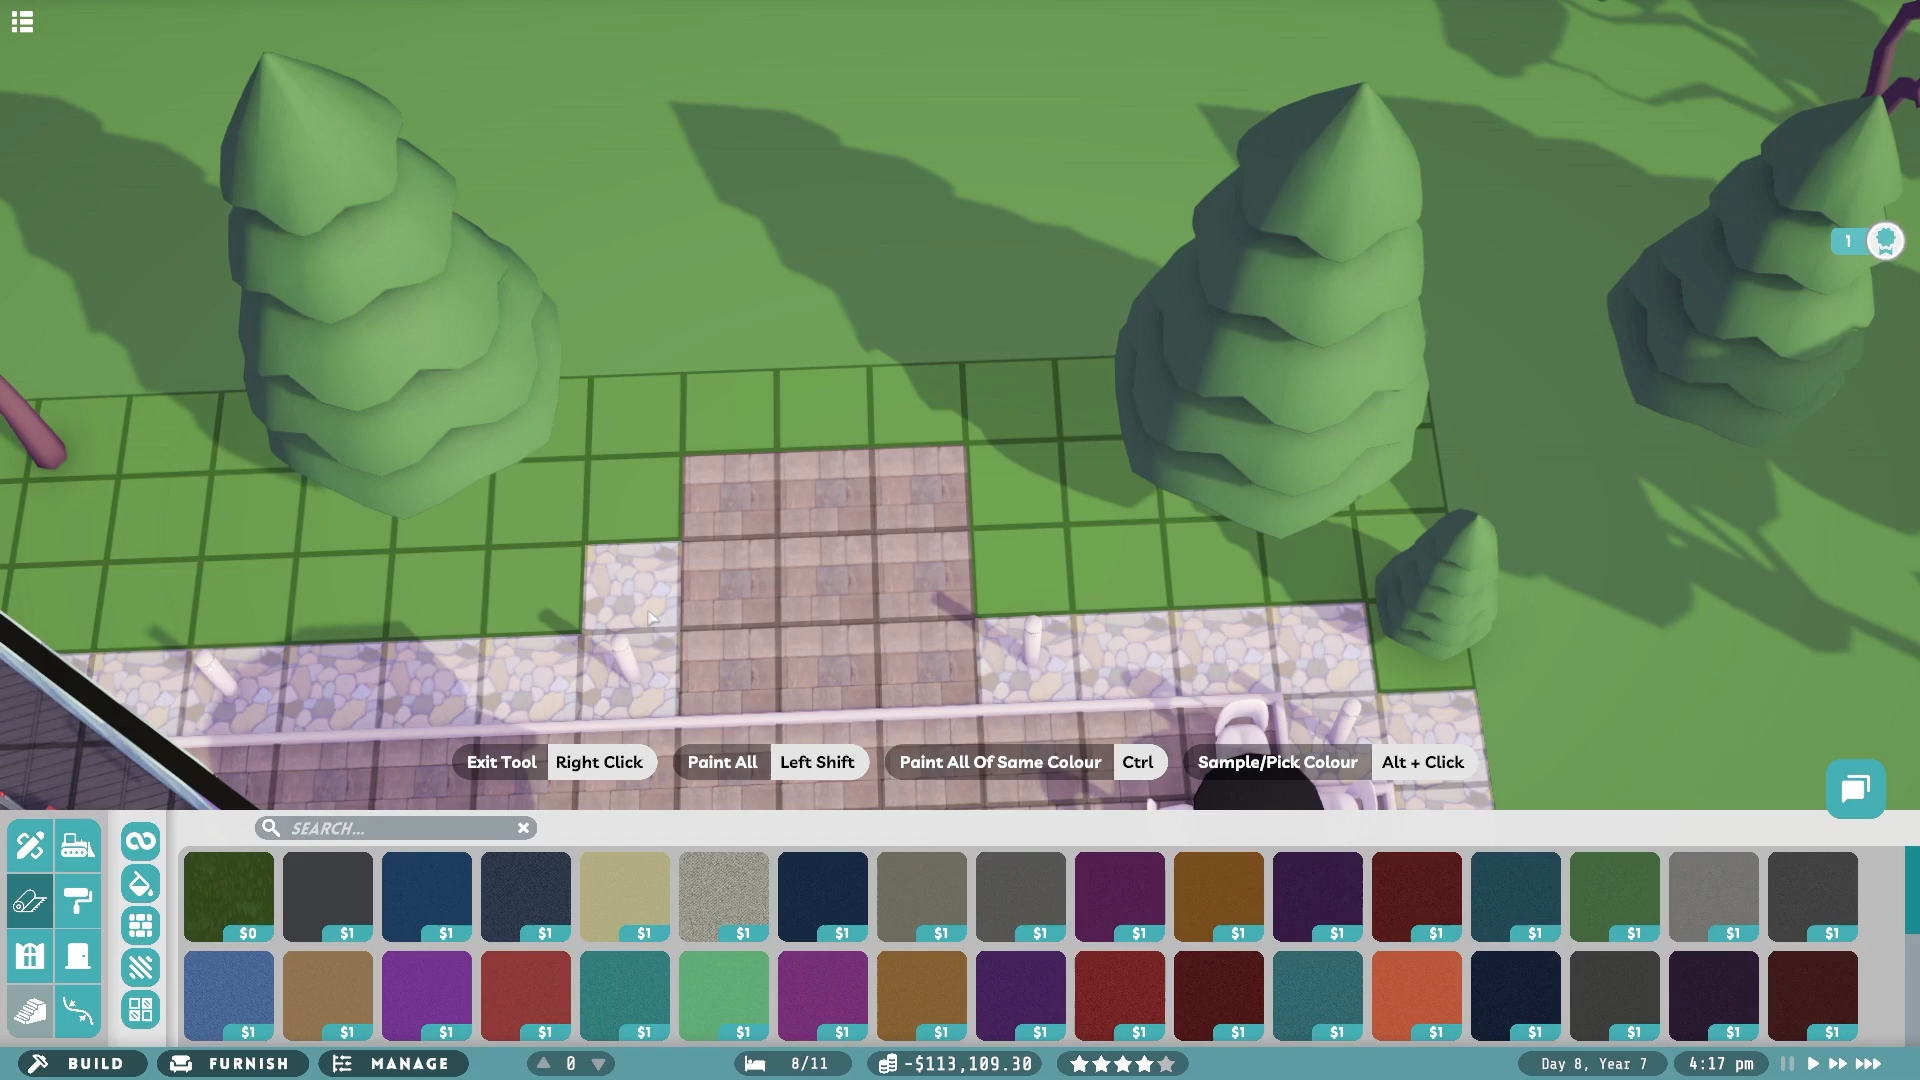 1
Exit Tool Right Click Paint All Left Shift Paint All Of Same Colour Ctrl Sample/Pick Colour Alt + Click
SEARCH...
$0 $1 $1 $1 $1 $1 $1 $1 $1 $1 $1 $1 $1 $1 $1 $1 $1
$1 $1 $1 $1 $1 $1 $1 $1 $1 $1 $1 $1 $1 $1 $1 $1 $1
BUILD FURNISH MANAGE 0 8/11 -$113,109.30 Day 8, Year 7 4:17 pm